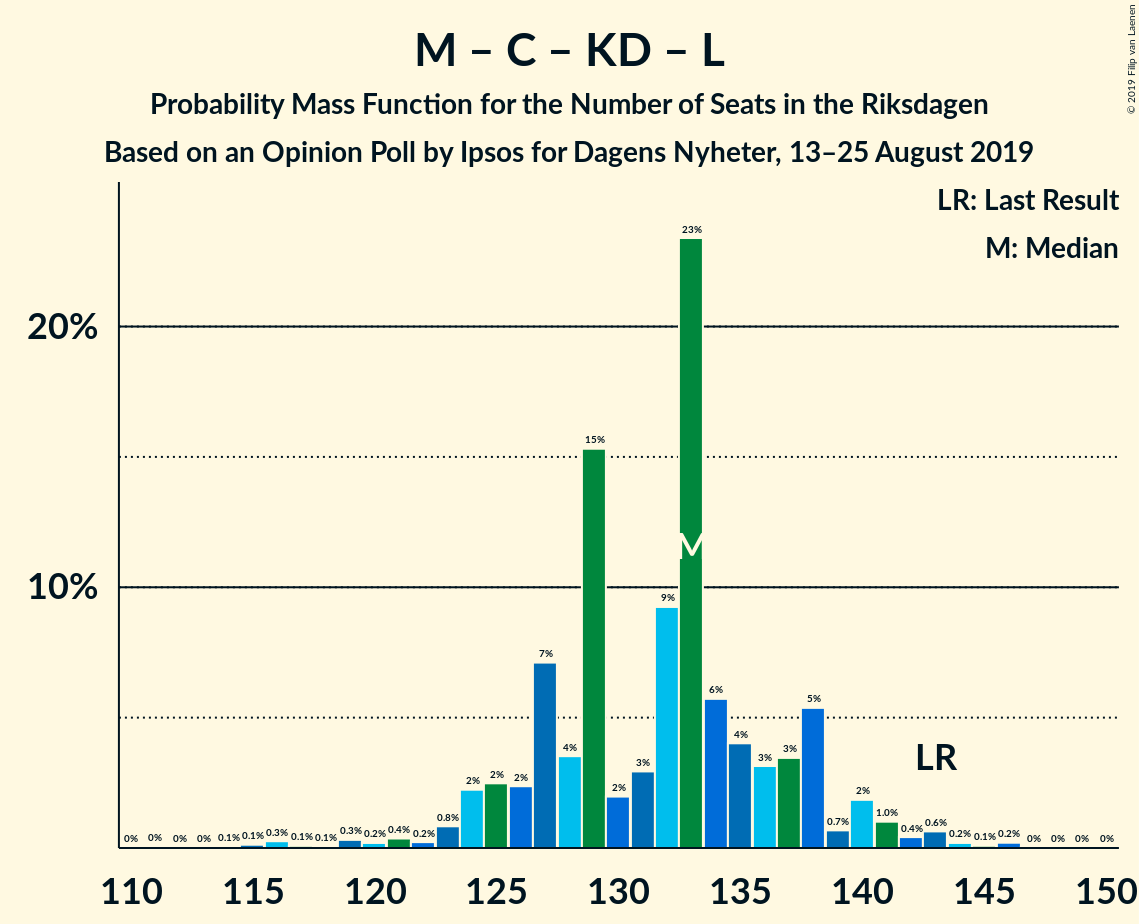 M – C – KD – L
Probability Mass Function for the Number of Seats in the Riksdagen
Based on an Opinion Poll by Ipsos for Dagens Nyheter, 13–25 August 2019
© 2019 Filip van Laenen
LR: Last Result
M: Median
20%
10%
0% 0% 0% 0% 0.1% 0.1% 0.3% 0.1% 0.1% 0.3% 0.2% 0.4% 0.2% 0.8% 2% 2% 2% 7% 4% 15% 2% 3% 9% 23% 6% 4% 3% 3% 5% 0.7% 2% 1.0% 0.4% 0.6% 0.2% 0.1% 0.2% 0% 0% 0% 0%
M
LR
110 115 120 125 130 135 140 145 150